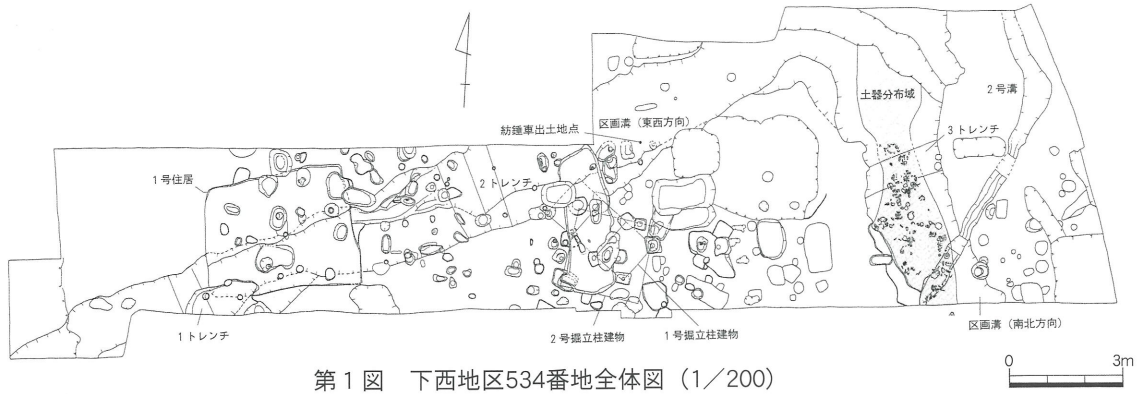 土器分布域
2号溝
区画溝（東西方向）
紡錘車出土地点
3トレンチ
1号住居
2トレンチ
1トレンチ
2号掘立柱建物
1号掘立柱建物
区画溝（南北方向）
0
3m
第1図 下西地区534番地全体図（1／200）